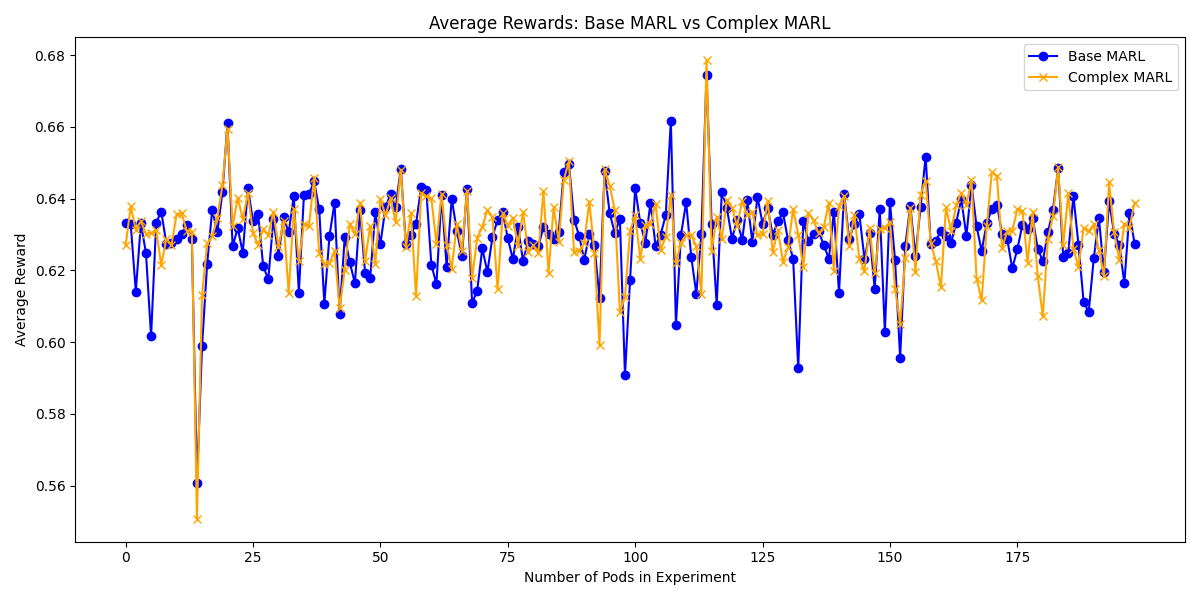 Average Rewards: Base MARL vs Complex MARL
Base MARL
Complex MARL
Average Reward
0.68
0.66
0.64
0.62
0.60
0.58
0.56
0 25 50 75 100 125 150 175
Number of Pods in Experiment